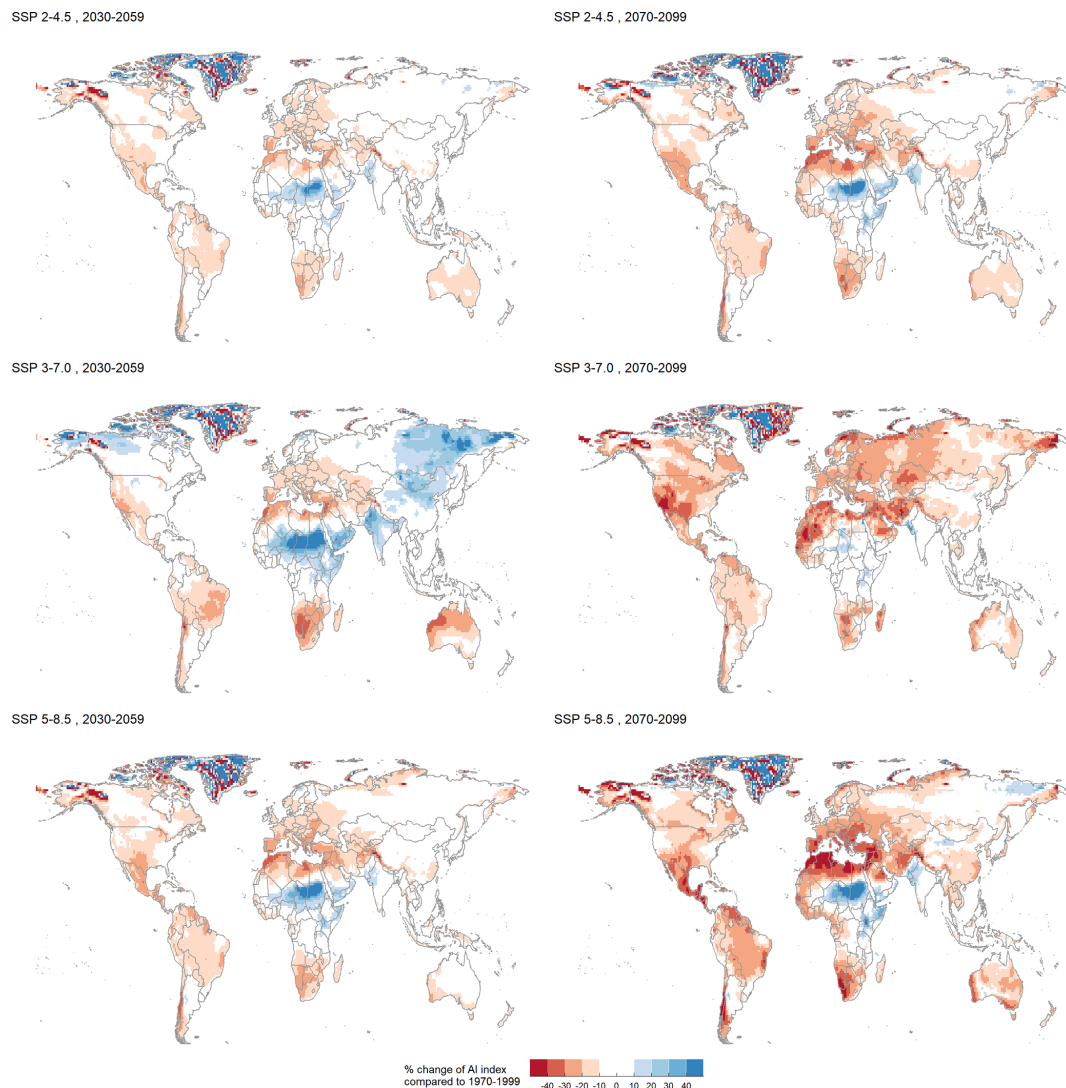 SSP 2-4.5 , 2030-2059
SSP 2-4.5 , 2070-2099
SSP 3-7.0 , 2030-2059
SSP 3-7.0 , 2070-2099
SSP 5-8.5 , 2030-2059
SSP 5-8.5 , 2070-2099
% change of AI index
compared to 1970-1999
-40 -30 -20 -10 0 10 20 30 40